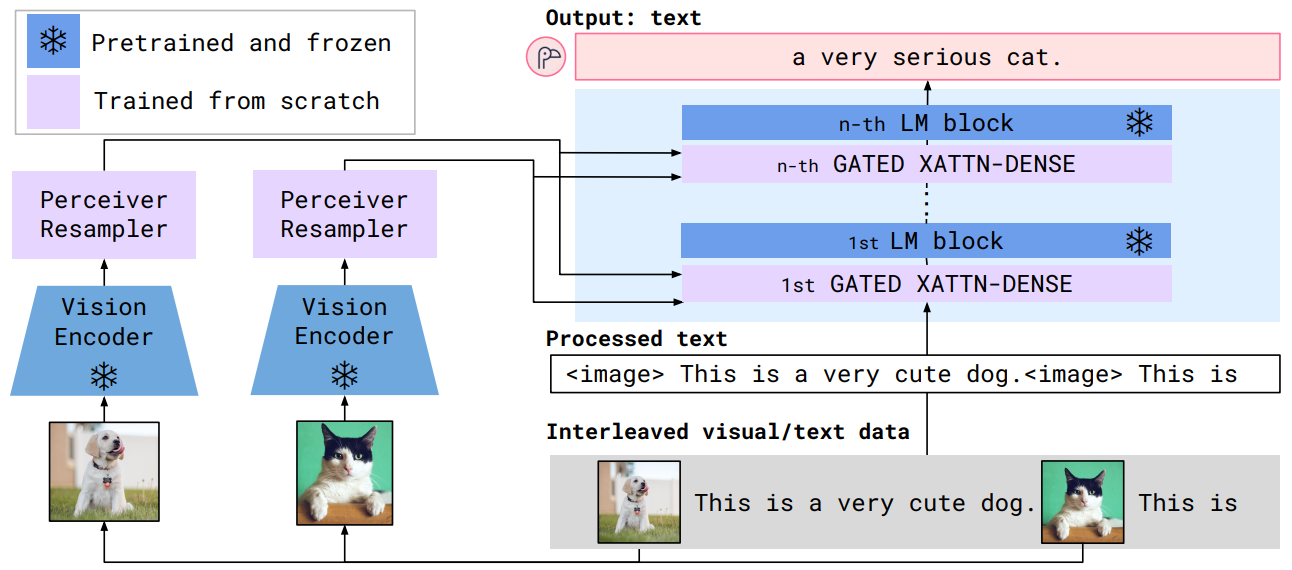 Pretrained and frozen
Trained from scratch
Perceiver
Resampler
Perceiver
Resampler
Vision
Encoder
Vision
Encoder
Output: text
a very serious cat.
n-th LM block
n-th GATED XATTN-DENSE
1st LM block
1st GATED XATTN-DENSE
Processed text
<image> This is a very cute dog.<image> This is
Interleaved visual/text data
This is a very cute dog. This is